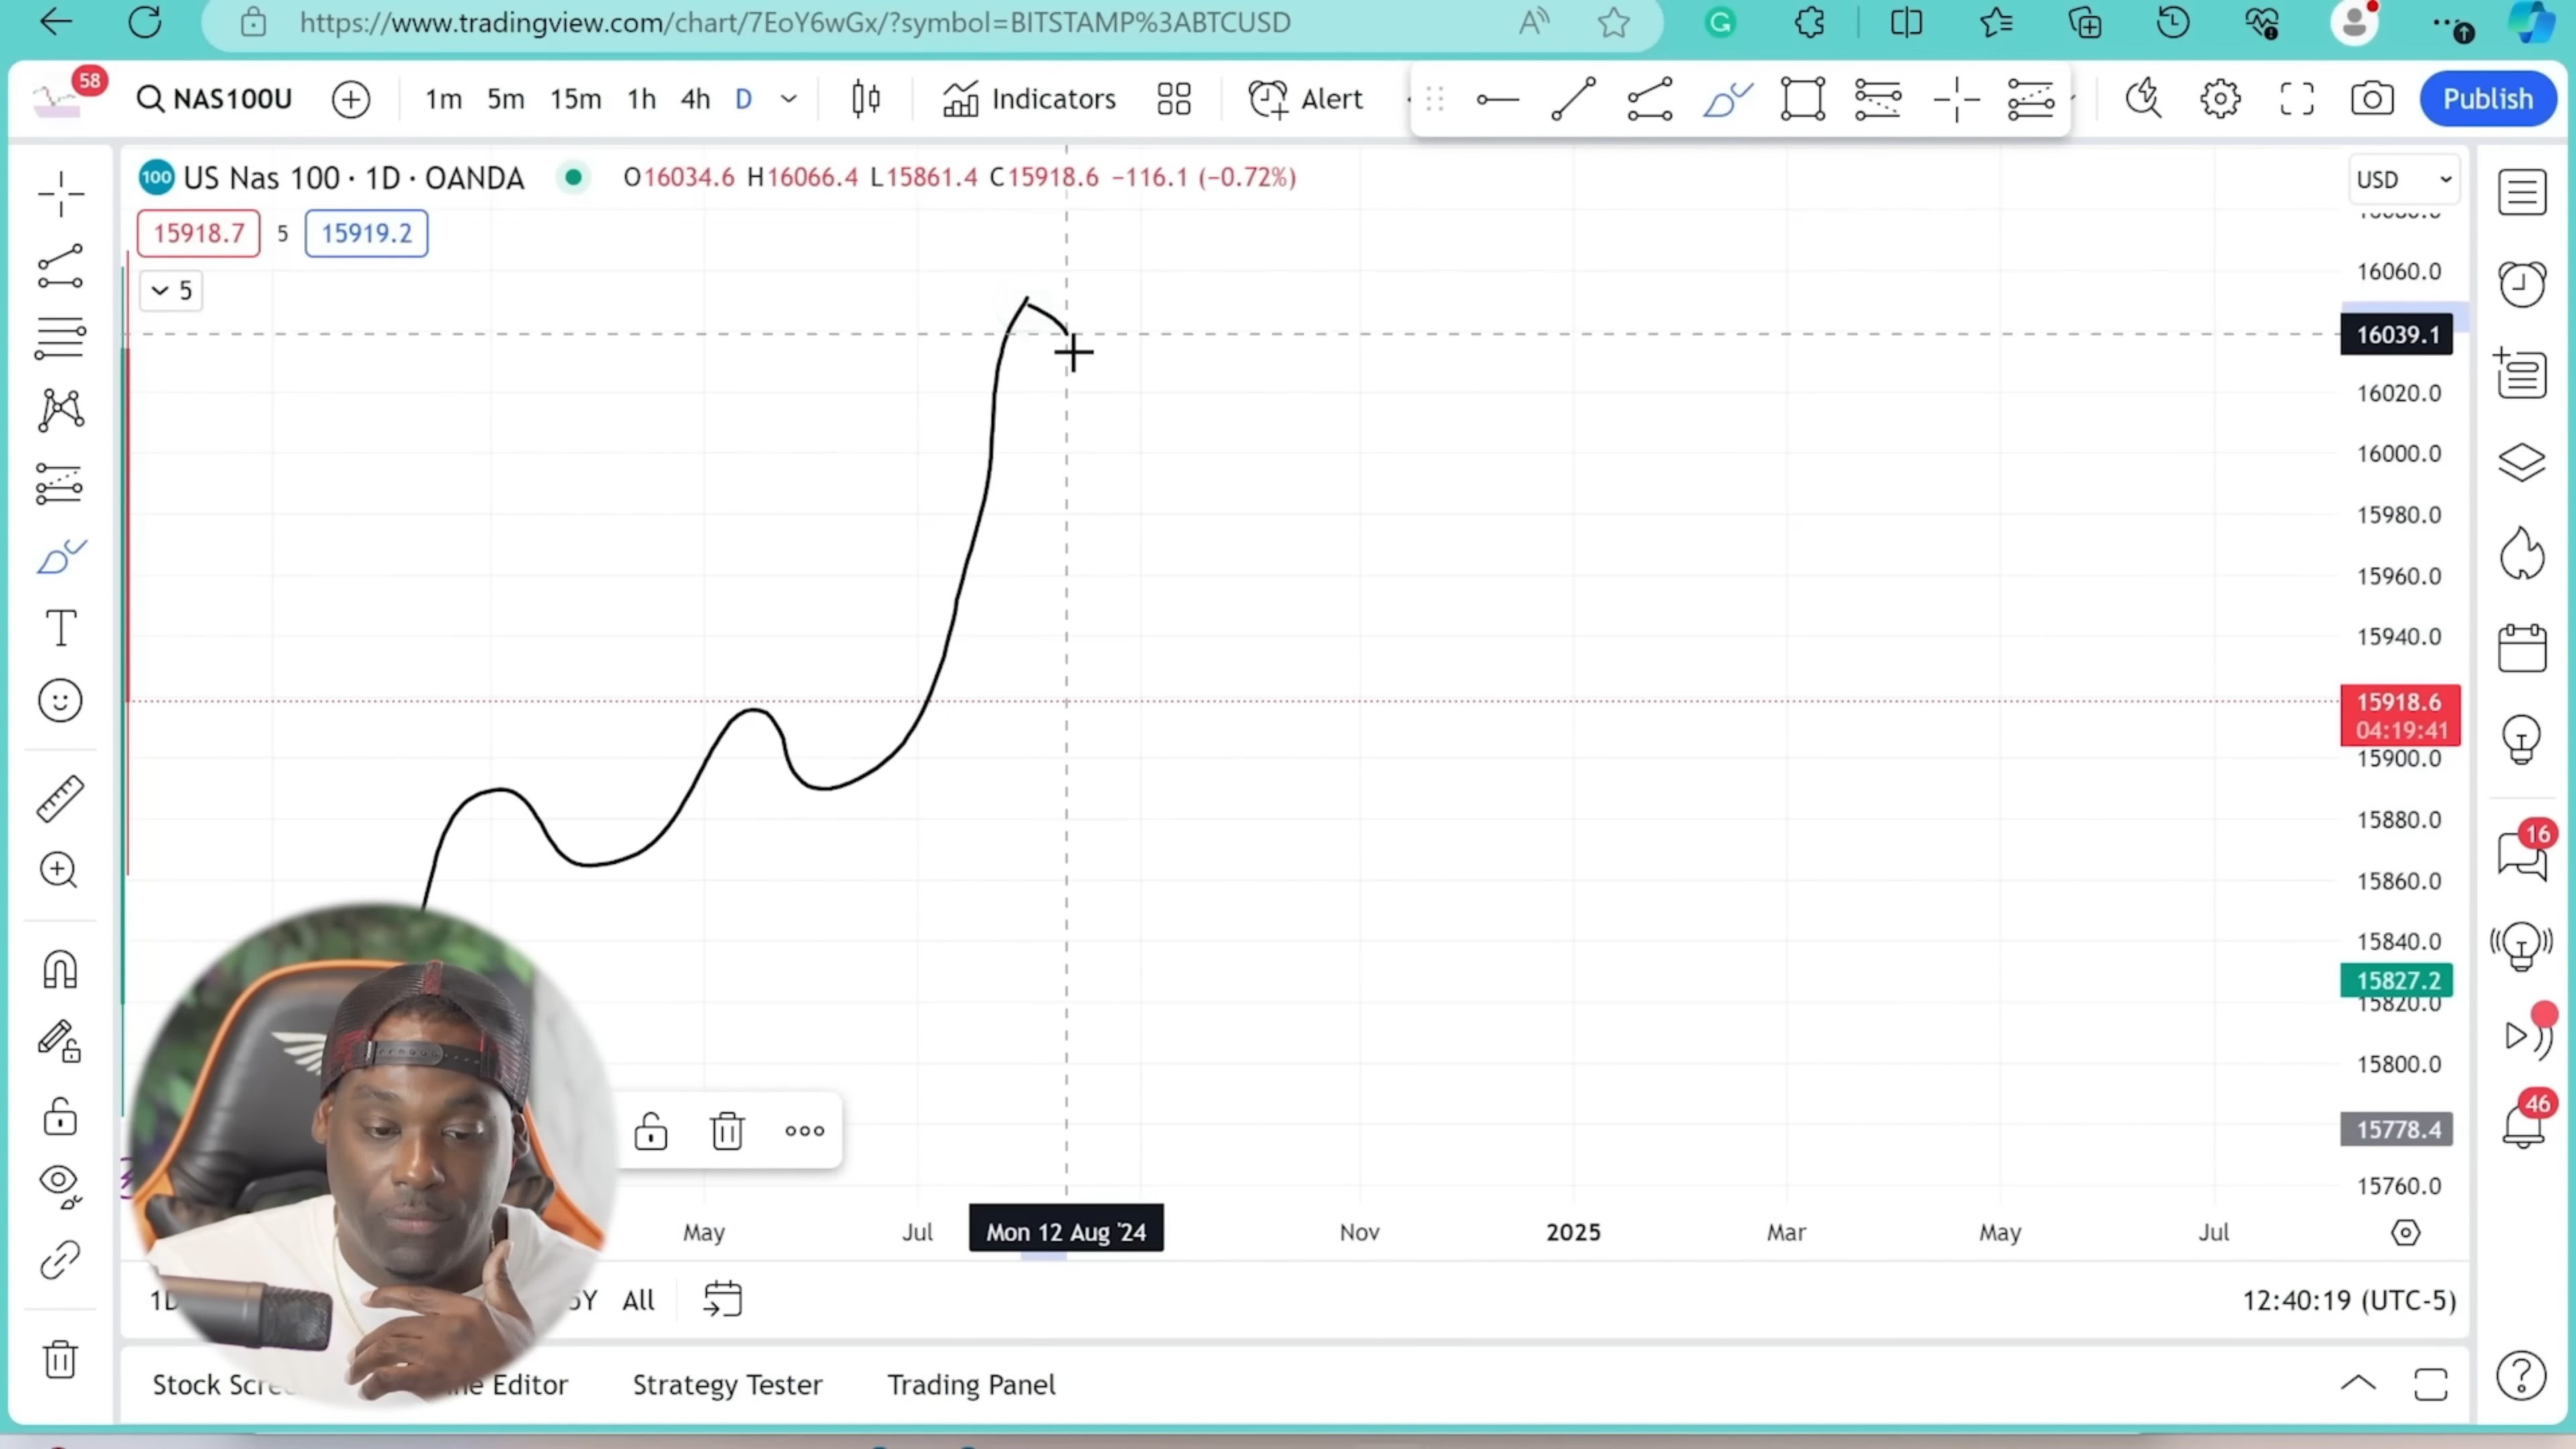 https://www.tradingview.com/chart/7EoY6wGx/?symbol=BITSTAMP%3ABTCUSD
58
NAS100U 1m 5m 15m 1h 4h D Indicators Alert Publish
100 US Nas 100 · 1D · OANDA O16034.6 H16066.4 L15861.4 C15918.6 −116.1 (−0.72%)
USD
15918.7 5 15919.2
5
16060.0
16039.1
16020.0
16000.0
15980.0
15960.0
15940.0
15918.6
04:19:41
15900.0
15880.0
16
15860.0
15840.0
15827.2
15820.0
15800.0
46
15778.4
15760.0
May Jul Mon 12 Aug '24 Nov 2025 Mar May Jul
All
12:40:19 (UTC-5)
Stock Editor Strategy Tester Trading Panel